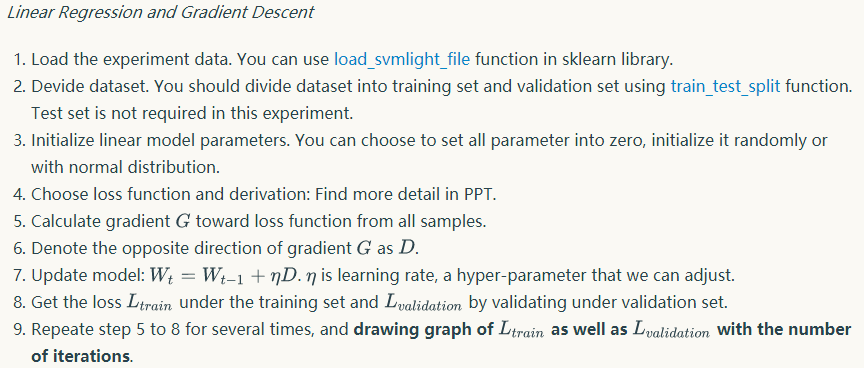 Linear Regression and Gradient Descent
1. Load the experiment data. You can use load_svmlight_file function in sklearn library.
2. Devide dataset. You should divide dataset into training set and validation set using train_test_split function.
Test set is not required in this experiment.
3. Initialize linear model parameters. You can choose to set all parameter into zero, initialize it randomly or
with normal distribution.
4. Choose loss function and derivation: Find more detail in PPT.
5. Calculate gradient G toward loss function from all samples.
6. Denote the opposite direction of gradient G as D.
7. Update model: W_t = W_{t−1} + ηD. η is learning rate, a hyper-parameter that we can adjust.
8. Get the loss L_{train} under the training set and L_{validation} by validating under validation set.
9. Repeate step 5 to 8 for several times, and drawing graph of L_{train} as well as L_{validation} with the number
of iterations.